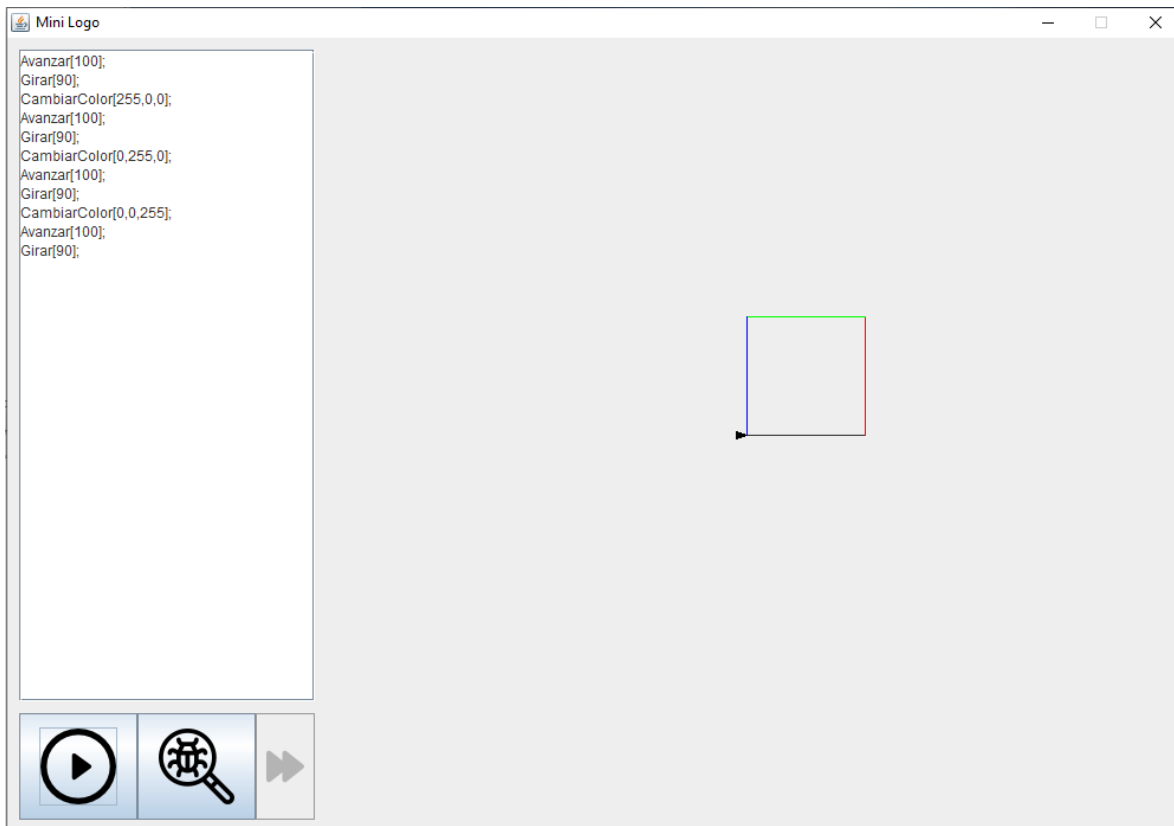 Mini Logo
Avanzar[100];
Girar[90];
CambiarColor[255,0,0];
Avanzar[100];
Girar[90];
CambiarColor[0,255,0];
Avanzar[100];
Girar[90];
CambiarColor[0,0,255];
Avanzar[100];
Girar[90];